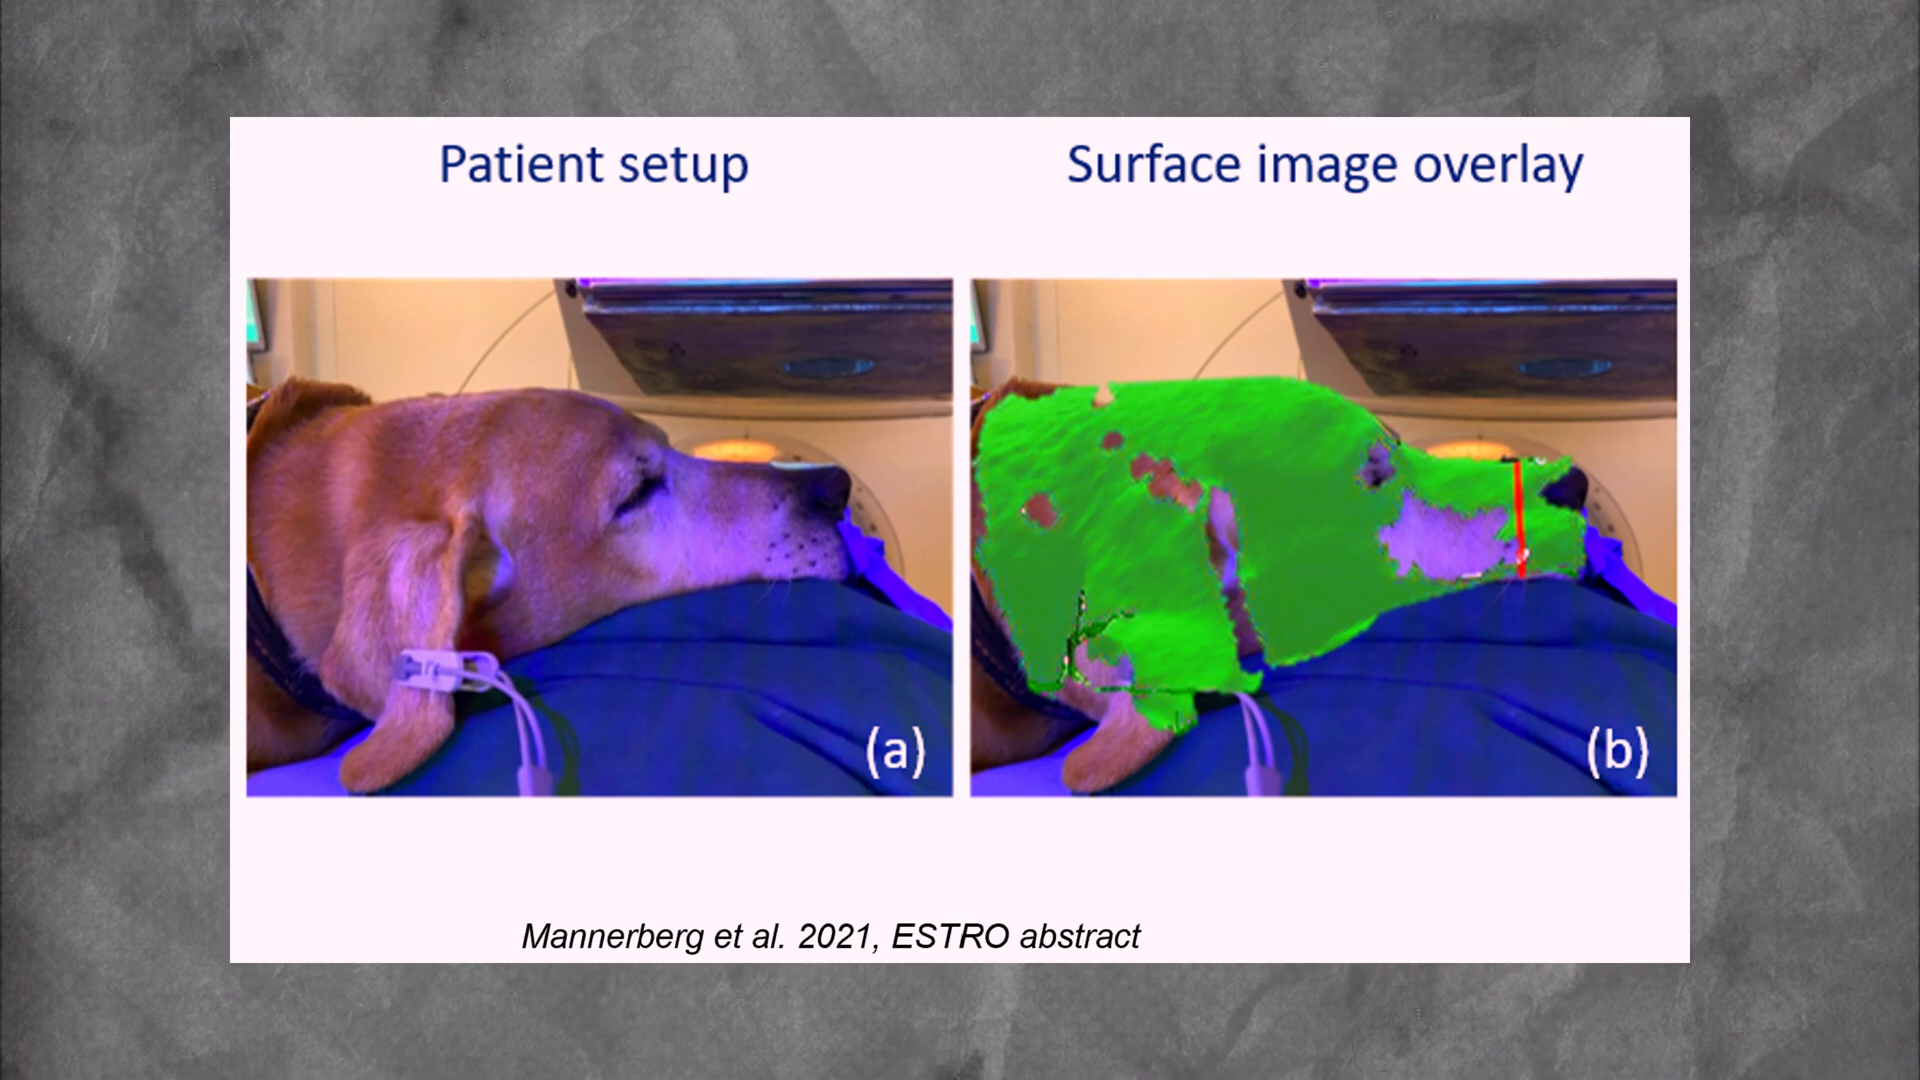 Patient setup
Surface image overlay
(a)
(b)
Mannerberg et al. 2021, ESTRO abstract